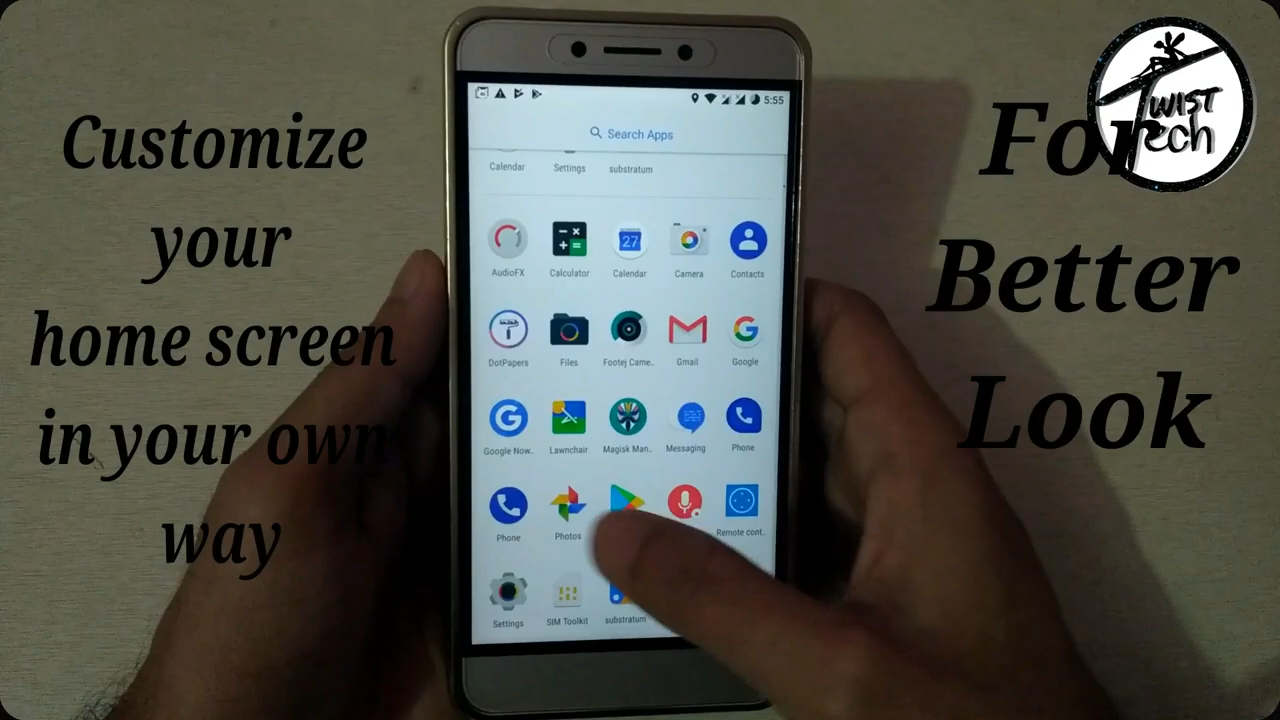 Customize
your
home screen
in your own
way
For
Better
Look
Twist
Tech
5:55
Search Apps
Calendar
Settings
substratum
AudioFX
Calculator
27
Calendar
Camera
Contacts
DotPapers
Files
Footej Came..
Gmail
Google
Google Now..
Lawnchair
Magisk Man..
Messaging
Phone
Phone
Photos
Remote cont..
Settings
SIM Toolkit
substratum